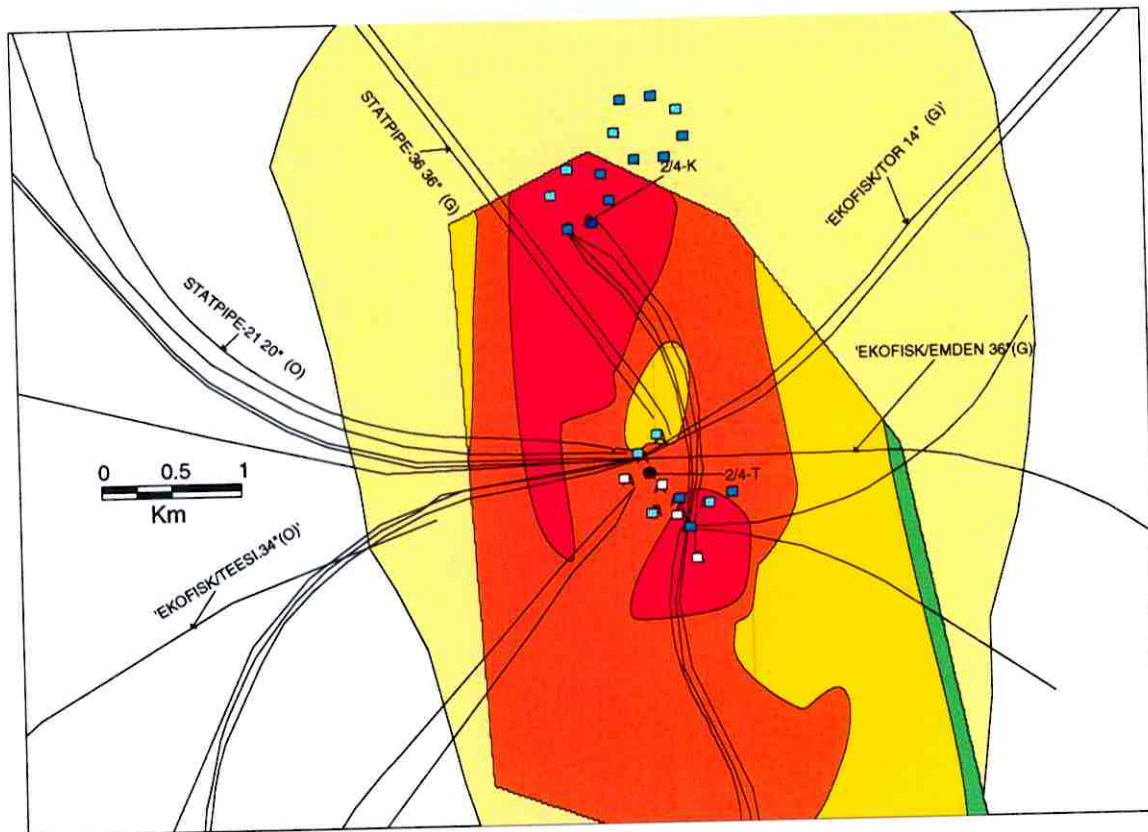 STATPIPE-36 36" (G)
2/4-K
'EKOFISK/TOR 14" (G)'
STATPIPE-21 20" (O)
'EKOFISK/EMDEN 36"(G)
0 0.5 1
Km
2/4-T
'EKOFISK/TEESI.34"(O)'